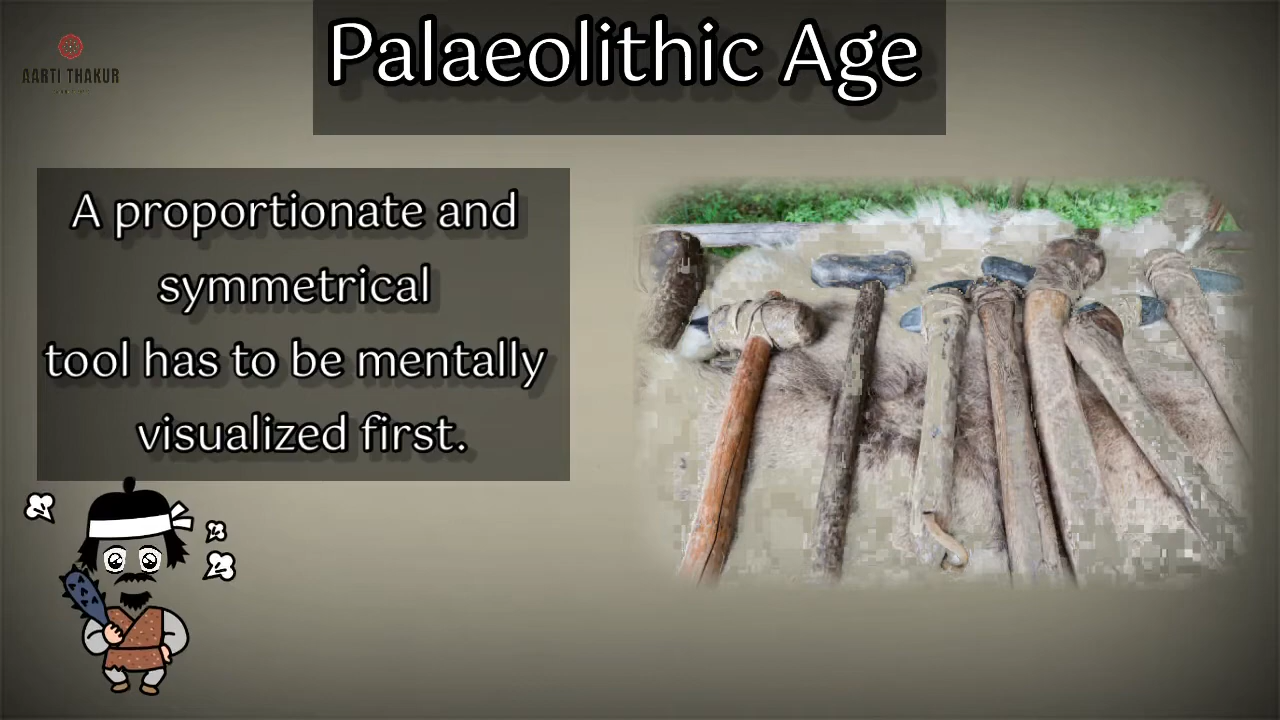 Palaeolithic Age
AARTI THAKUR
A proportionate and
symmetrical
tool has to be mentally
visualized first.